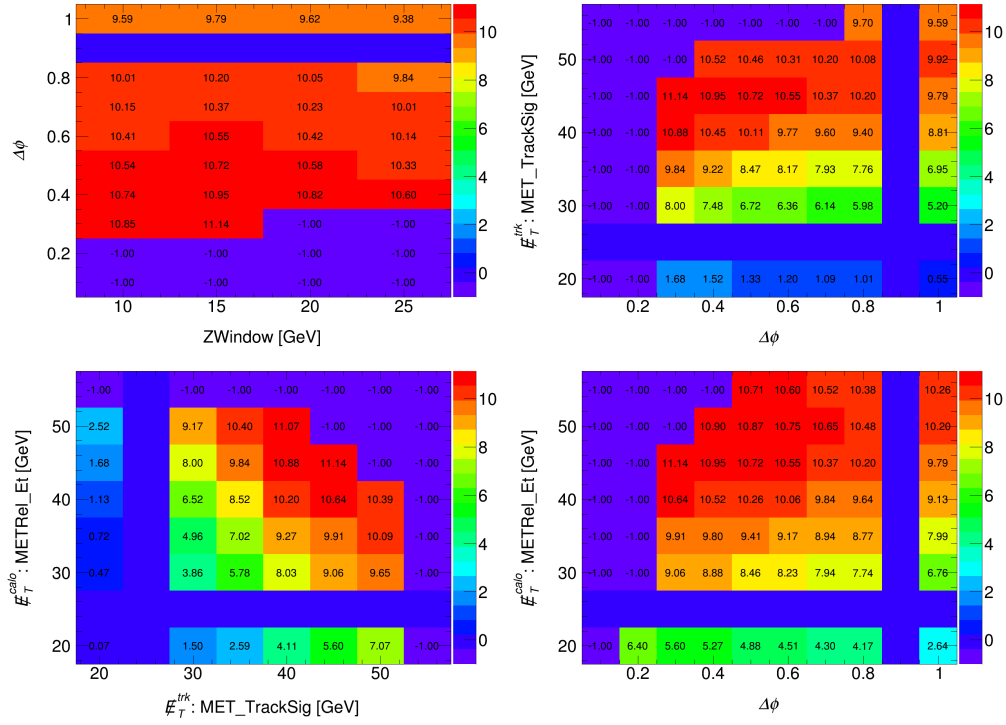 1
9.59 9.79 9.62 9.38
10
0.8
10.01 10.20 10.05 9.84
8
10.15 10.37 10.23 10.01
0.6
10.41 10.55 10.42 10.14
6
Δϕ
10.54 10.72 10.58 10.33
4
0.4
10.74 10.95 10.82 10.60
10.85 11.14 -1.00 -1.00
2
0.2
-1.00 -1.00 -1.00 -1.00
0
-1.00 -1.00 -1.00 -1.00
10 15 20 25
ZWindow [GeV]
-1.00 -1.00 -1.00 -1.00 -1.00 -1.00 9.70 9.59
10
50
-1.00 -1.00 -1.00 10.52 10.46 10.31 10.20 10.08 9.92
8
-1.00 -1.00 11.14 10.95 10.72 10.55 10.37 10.20 9.79
40
-1.00 -1.00 10.88 10.45 10.11 9.77 9.60 9.40 8.81
6
-1.00 -1.00 9.84 9.22 8.47 8.17 7.93 7.76 6.95
4
30
-1.00 -1.00 8.00 7.48 6.72 6.36 6.14 5.98 5.20
2
0
20
-1.00 -1.00 1.68 1.52 1.33 1.20 1.09 1.01 0.55
0.2 0.4 0.6 0.8 1
E̸ₜᵗʳᵏ : MET_TrackSig [GeV]
Δϕ
-1.00 -1.00 -1.00 -1.00 -1.00 -1.00
10
50
2.52 9.17 10.40 11.07 -1.00 -1.00 -1.00
8
1.68 8.00 9.84 10.88 11.14 -1.00 -1.00
40
1.13 6.52 8.52 10.20 10.64 10.39
6
0.72 4.96 7.02 9.27 9.91 10.09
4
30
0.47 3.86 5.78 8.03 9.06 9.65
2
0
20
0.07 1.50 2.59 4.11 5.60 7.07 -1.00
20 30 40 50
E̸ₜᶜᵃˡᵒ : METRel_Et [GeV]
E̸ₜᵗʳᵏ : MET_TrackSig [GeV]
-1.00 -1.00 -1.00 -1.00 10.71 10.60 10.52 10.38 10.26
10
50
-1.00 -1.00 -1.00 10.90 10.87 10.75 10.65 10.48 10.20
8
-1.00 -1.00 11.14 10.95 10.72 10.55 10.37 10.20 9.79
40
-1.00 -1.00 10.64 10.52 10.26 10.06 9.84 9.64 9.13
6
-1.00 -1.00 9.91 9.80 9.41 9.17 8.94 8.77 7.99
4
30
-1.00 -1.00 9.06 8.88 8.46 8.23 7.94 7.74 6.76
2
0
20
-1.00 6.40 5.60 5.27 4.88 4.51 4.30 4.17 2.64
0.2 0.4 0.6 0.8 1
E̸ₜᶜᵃˡᵒ : METRel_Et [GeV]
Δϕ